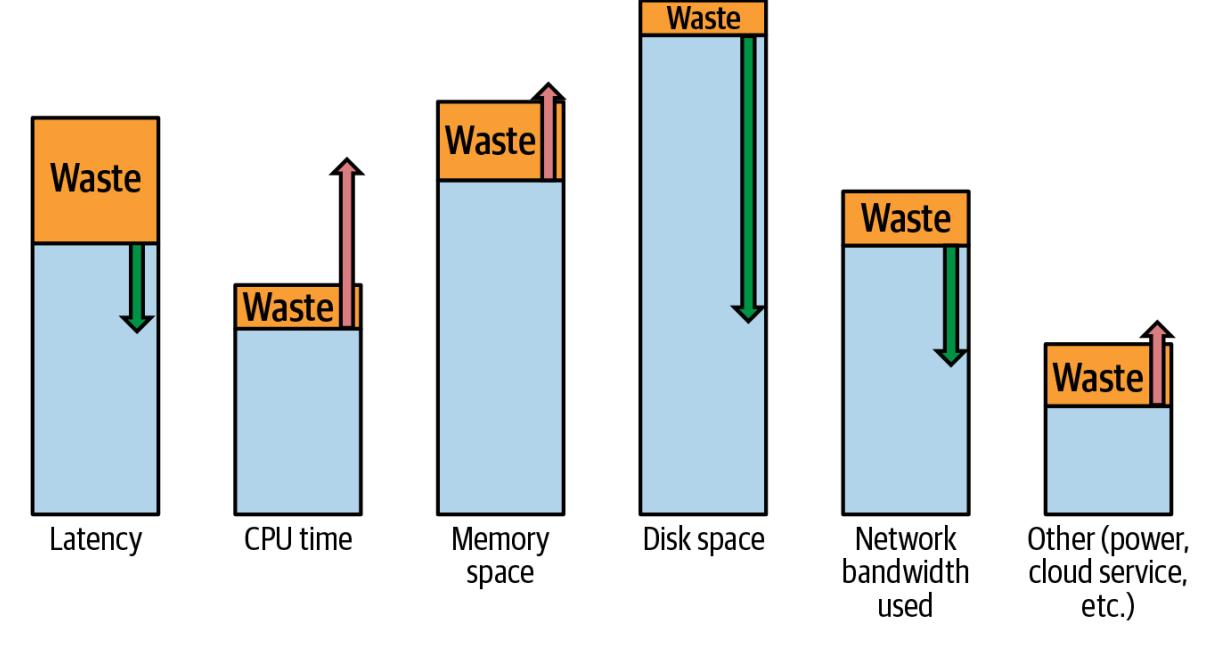 Waste
Waste
Waste
Waste
Waste
Waste
Latency
CPU time
Memory
space
Disk space
Network
bandwidth
used
Other (power,
cloud service,
etc.)